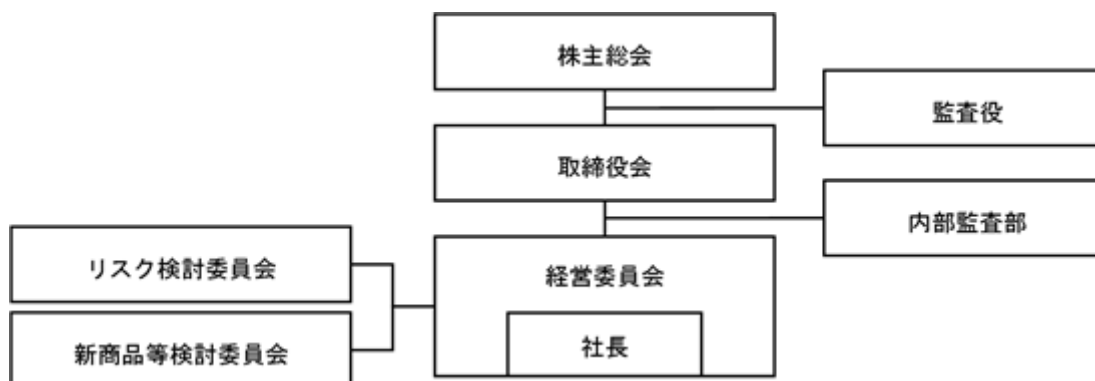 株主総会
監査役
取締役会
内部監査部
リスク検討委員会
経営委員会
新商品等検討委員会
社長